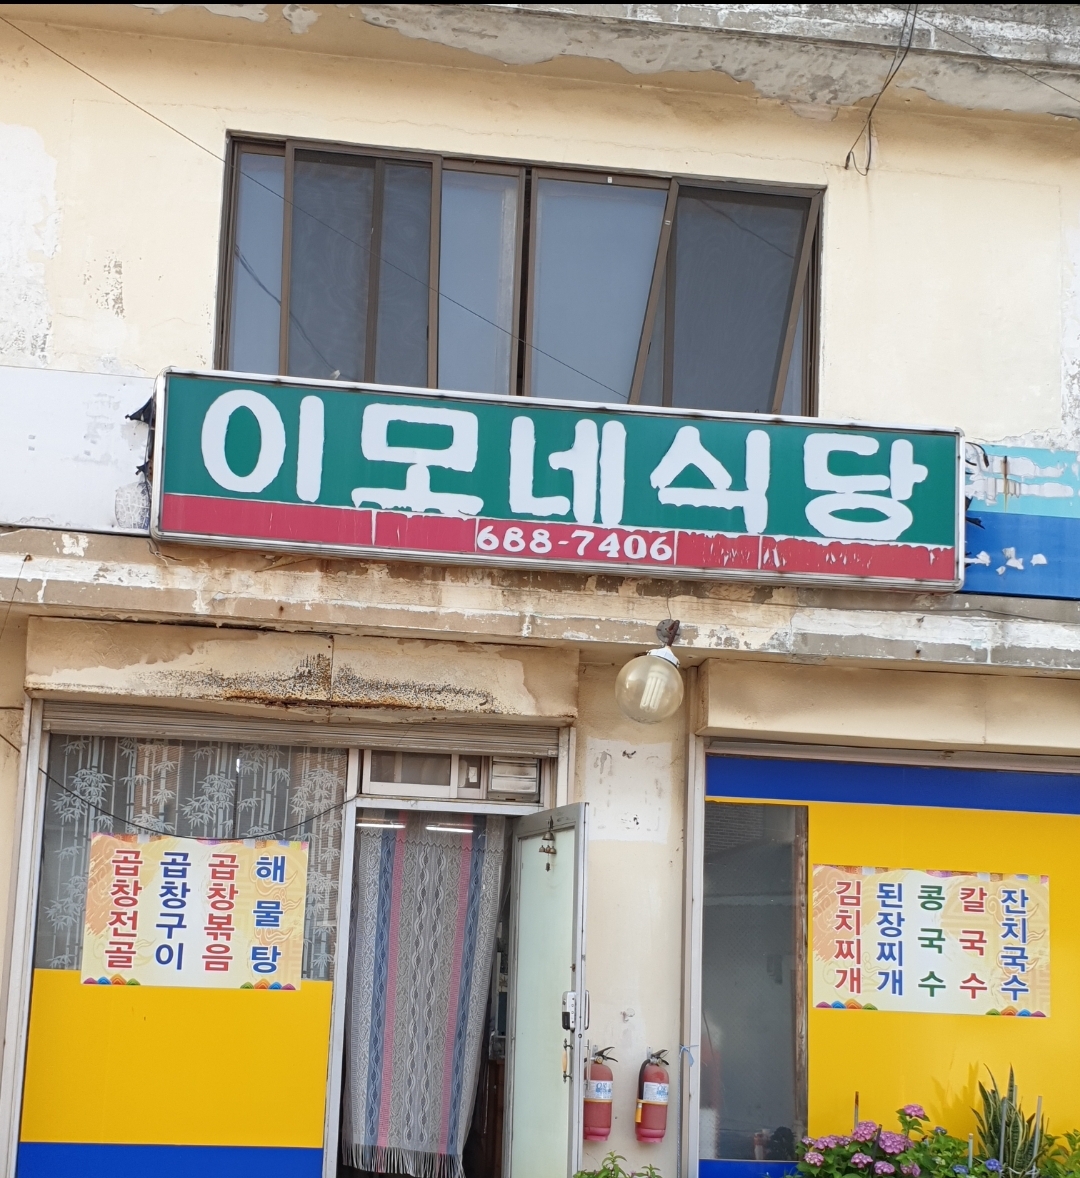 이모네식당
688-7406
곱창전골
곱창구이
곱창볶음
해물탕
김치찌개
된장찌개
콩국수
칼국수
잔치국수